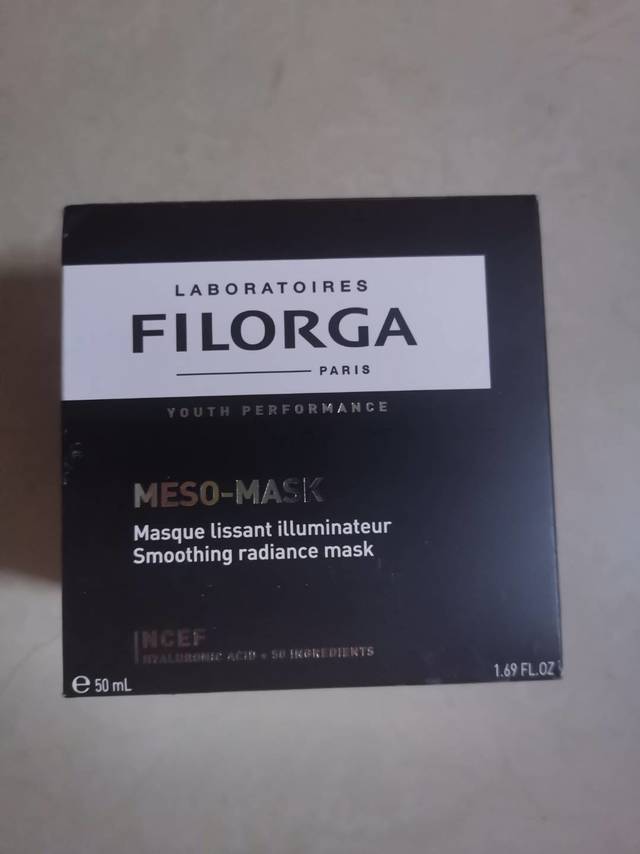 LABORATOIRES
FILORGA
PARIS
YOUTH PERFORMANCE
MESO-MASK
Masque lissant illuminateur
Smoothing radiance mask
NCEF
HYALURONIC ACID + 50 INGREDIENTS
℮ 50 mL
1.69 FL.OZ